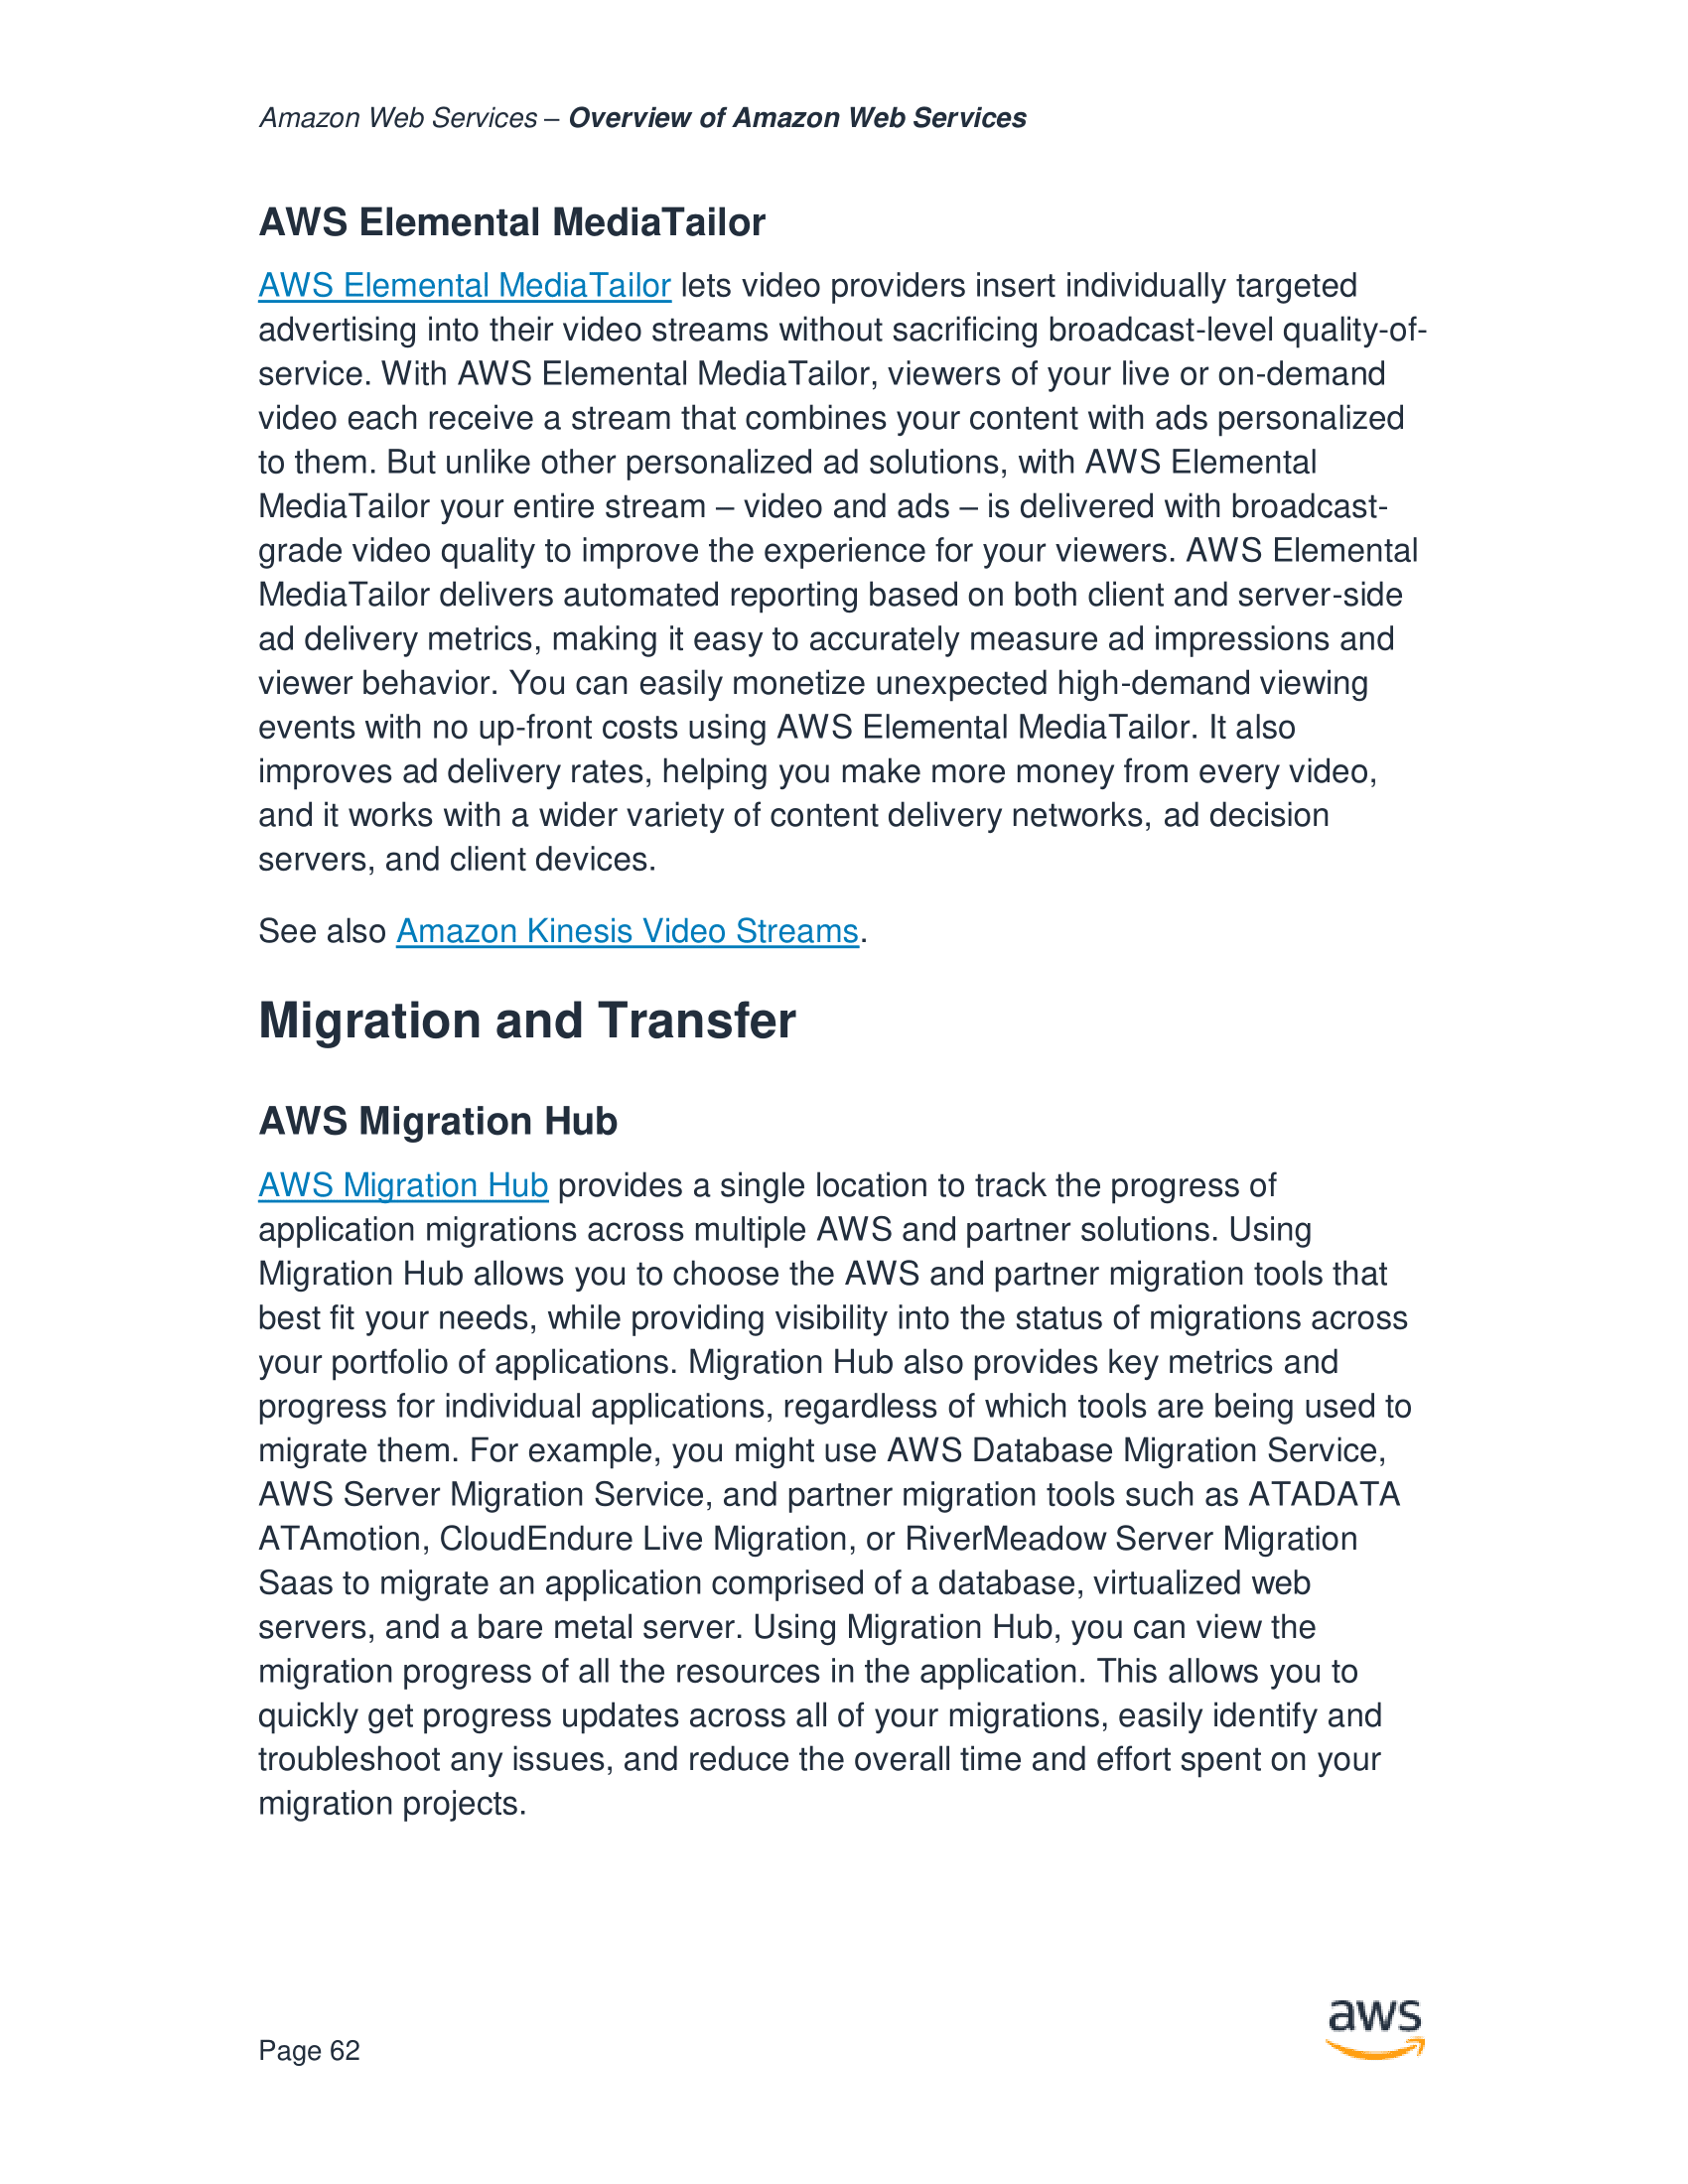 Amazon Web Services – Overview of Amazon Web Services
AWS Elemental MediaTailor
AWS Elemental MediaTailor lets video providers insert individually targeted
advertising into their video streams without sacrificing broadcast-level quality-of-
service. With AWS Elemental MediaTailor, viewers of your live or on-demand
video each receive a stream that combines your content with ads personalized
to them. But unlike other personalized ad solutions, with AWS Elemental
MediaTailor your entire stream – video and ads – is delivered with broadcast-
grade video quality to improve the experience for your viewers. AWS Elemental
MediaTailor delivers automated reporting based on both client and server-side
ad delivery metrics, making it easy to accurately measure ad impressions and
viewer behavior. You can easily monetize unexpected high-demand viewing
events with no up-front costs using AWS Elemental MediaTailor. It also
improves ad delivery rates, helping you make more money from every video,
and it works with a wider variety of content delivery networks, ad decision
servers, and client devices.
See also Amazon Kinesis Video Streams.
Migration and Transfer
AWS Migration Hub
AWS Migration Hub provides a single location to track the progress of
application migrations across multiple AWS and partner solutions. Using
Migration Hub allows you to choose the AWS and partner migration tools that
best fit your needs, while providing visibility into the status of migrations across
your portfolio of applications. Migration Hub also provides key metrics and
progress for individual applications, regardless of which tools are being used to
migrate them. For example, you might use AWS Database Migration Service,
AWS Server Migration Service, and partner migration tools such as ATADATA
ATAmotion, CloudEndure Live Migration, or RiverMeadow Server Migration
Saas to migrate an application comprised of a database, virtualized web
servers, and a bare metal server. Using Migration Hub, you can view the
migration progress of all the resources in the application. This allows you to
quickly get progress updates across all of your migrations, easily identify and
troubleshoot any issues, and reduce the overall time and effort spent on your
migration projects.
aws
Page 62